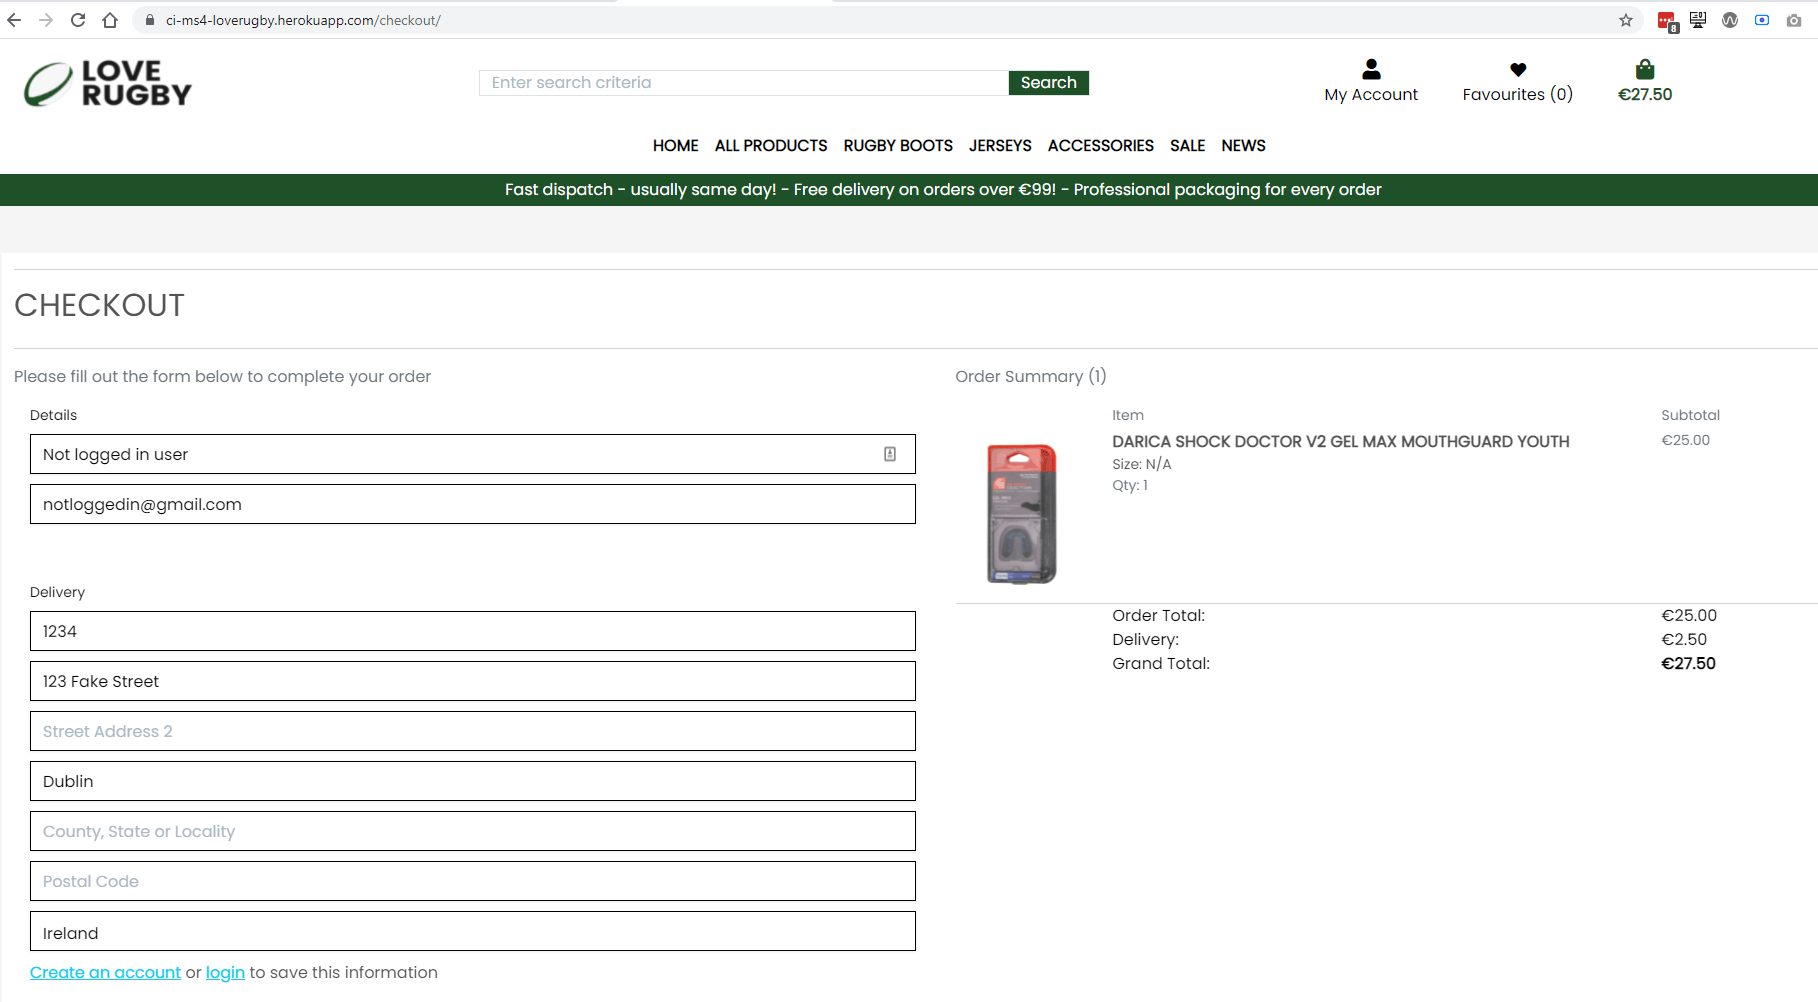 ci-ms4-loverugby.herokuapp.com/checkout/
8
LOVE
RUGBY
Enter search criteria
Search
My Account
Favourites (0)
€27.50
HOME ALL PRODUCTS RUGBY BOOTS JERSEYS ACCESSORIES SALE NEWS
Fast dispatch - usually same day! - Free delivery on orders over €99! - Professional packaging for every order
CHECKOUT
Please fill out the form below to complete your order
Details
Not logged in user
notloggedin@gmail.com
Delivery
1234
123 Fake Street
Street Address 2
Dublin
County, State or Locality
Postal Code
Ireland
Create an account or login to save this information
Order Summary (1)
Item Subtotal
DARICA SHOCK DOCTOR V2 GEL MAX MOUTHGUARD YOUTH €25.00
Size: N/A
Qty: 1
Order Total: €25.00
Delivery: €2.50
Grand Total: €27.50